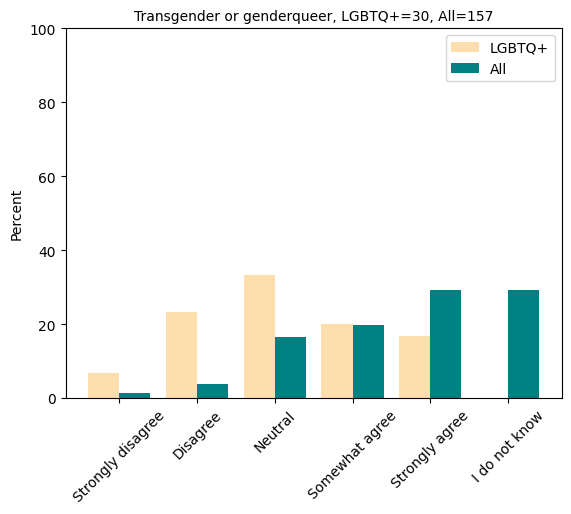 Transgender or genderqueer, LGBTQ+=30, All=157
LGBTQ+
All
Percent
100
80
60
40
20
0
Strongly disagree
Disagree
Neutral
Somewhat agree
Strongly agree
I do not know